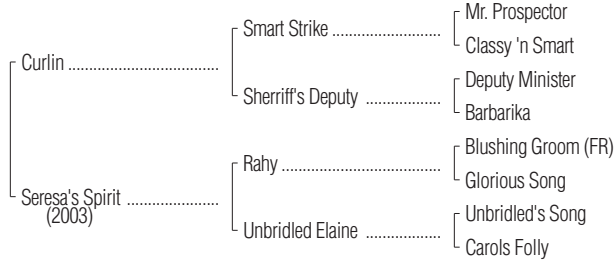 Mr. Prospector
Smart Strike ....................
Classy 'n Smart
Curlin ...................................
Deputy Minister
Sherriff's Deputy ..................
Barbarika
Blushing Groom (FR)
Rahy ................................
Glorious Song
Seresa's Spirit .....................
(2003)
Unbridled's Song
Unbridled Elaine ..................
Carols Folly